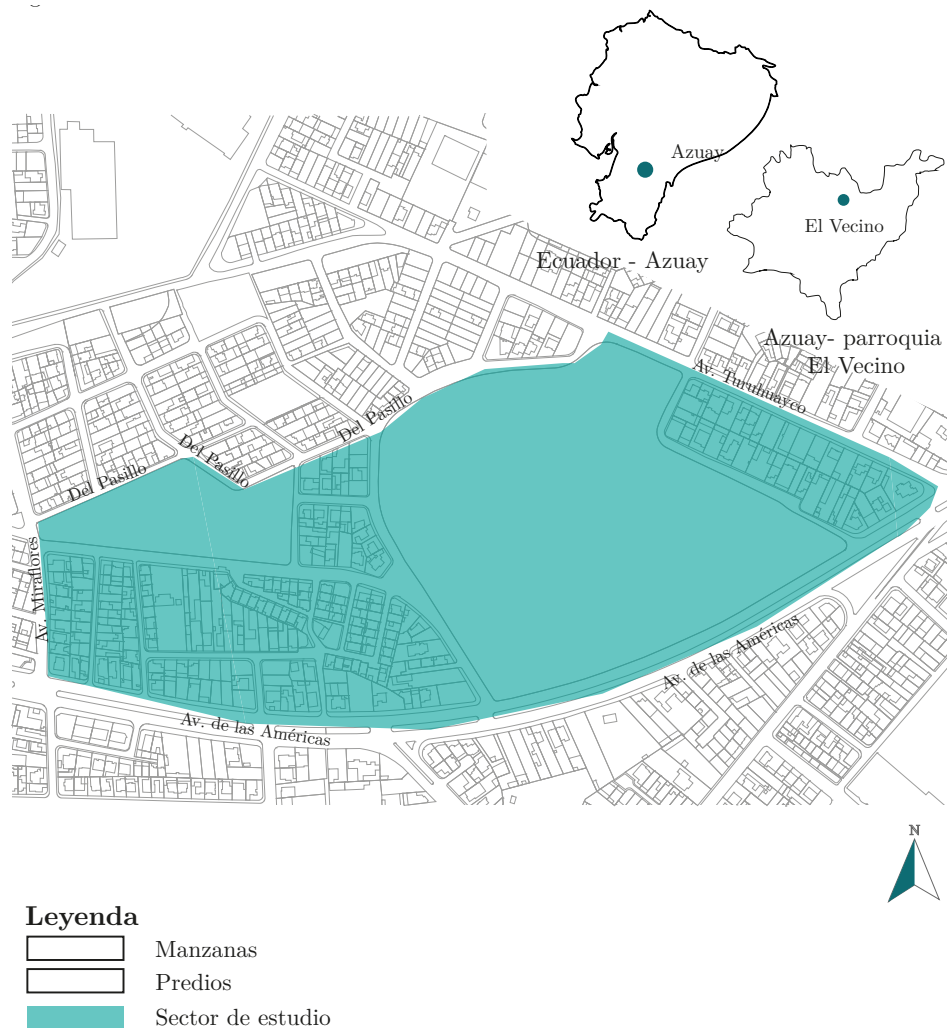 Azuay
El Vecino
Ecuador - Azuay
Azuay- parroquia
El Vecino
Av. Turuhuayco
Del Pasillo
Del Pasillo
Del Pasillo
Av. Miraflores
Av. de las Américas
Av. de las Américas
N
Leyenda
Manzanas
Predios
Sector de estudio